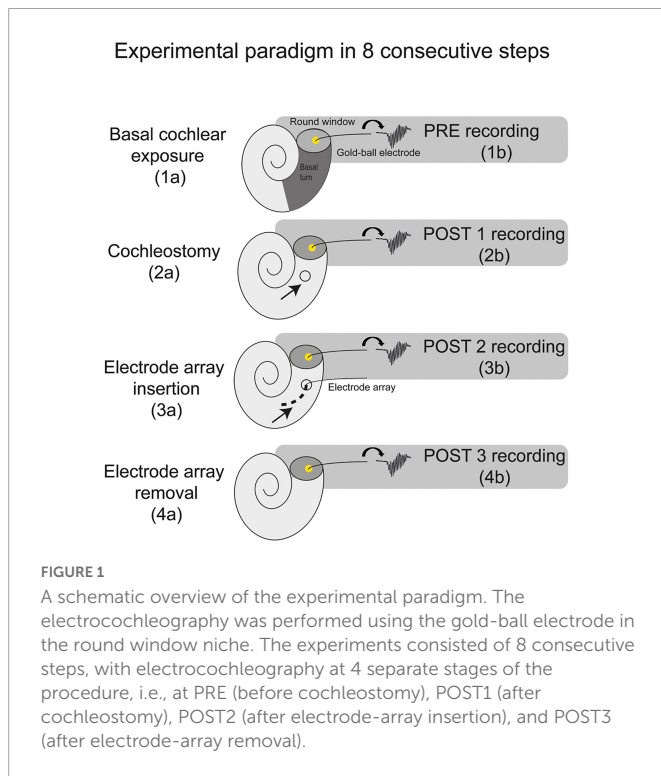 Experimental paradigm in 8 consecutive steps
Basal cochlear
exposure
(1a)
Round window
Gold-ball electrode
Basal
turn
PRE recording
(1b)
Cochleostomy
(2a)
POST 1 recording
(2b)
Electrode array
insertion
(3a)
Electrode array
POST 2 recording
(3b)
Electrode array
removal
(4a)
POST 3 recording
(4b)
FIGURE 1
A schematic overview of the experimental paradigm. The
electrocochleography was performed using the gold-ball electrode in
the round window niche. The experiments consisted of 8 consecutive
steps, with electrocochleography at 4 separate stages of the
procedure, i.e., at PRE (before cochleostomy), POST1 (after
cochleostomy), POST2 (after electrode-array insertion), and POST3
(after electrode-array removal).